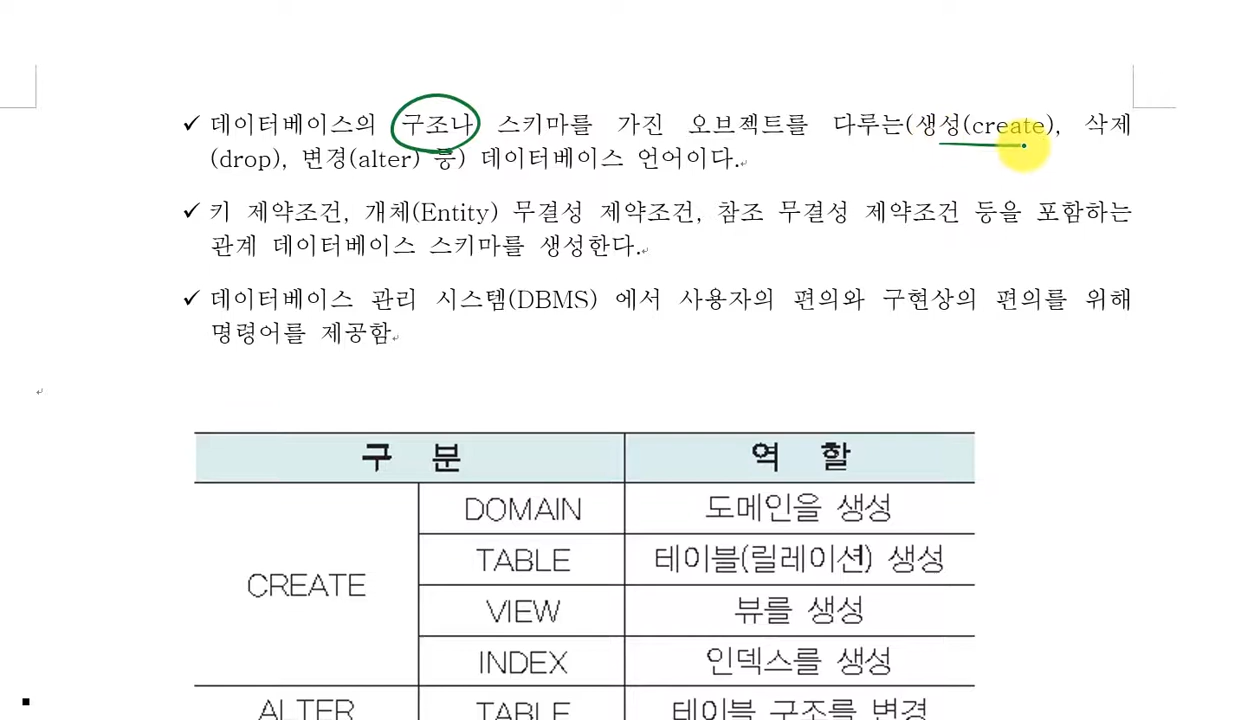 ✓ 데이터베이스의 구조나 스키마를 가진 오브젝트를 다루는(생성(create), 삭제
(drop), 변경(alter) 등) 데이터베이스 언어이다.
✓ 키 제약조건, 개체(Entity) 무결성 제약조건, 참조 무결성 제약조건 등을 포함하는
관계 데이터베이스 스키마를 생성한다.
✓ 데이터베이스 관리 시스템(DBMS) 에서 사용자의 편의와 구현상의 편의를 위해
명령어를 제공함
구 분 역 할
DOMAIN 도메인을 생성
TABLE 테이블(릴레이션) 생성
CREATE
VIEW 뷰를 생성
INDEX 인덱스를 생성
ALTER TABLE 테이블 구조를 변경